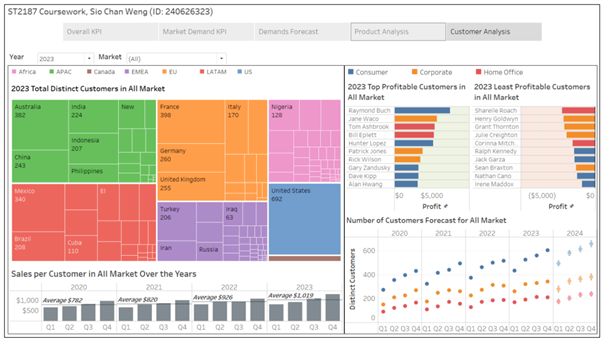 ST2187 Coursework, Sio Chan Weng (ID: 240626323)
Overall KPI
Market Demand KPI
Demands Forecast
Product Analysis
Customer Analysis
Year
2023
Market
(All)
Africa
APAC
Canada
EMEA
EU
LATAM
US
2023 Total Distinct Customers in All Market
Australia
382
India
224
New
China
243
Indonesia
207
Philippines
France
398
Italy
170
Germany
260
United Kingdom
255
Nigeria
128
Mexico
340
El
Brazil
208
Cuba
110
Turkey
206
Iraq
63
Iran
Russia
United States
692
Sales per Customer in All Market Over the Years
2020
2021
2022
2023
$1,000
$500
Average $782
Average $820
Average $926
Average $1,019
Q1 Q2 Q3 Q4 Q1 Q2 Q3 Q4 Q1 Q2 Q3 Q4 Q1 Q2 Q3 Q4
Consumer
Corporate
Home Office
2023 Top Profitable Customers in
All Market
Raymond Buch
Jane Waco
Tom Ashbrook
Bill Eplett
Hunter Lopez
Patrick Jones
Rick Wilson
Gary Zandusky
Dave Kipp
Alan Hwang
$0
$5,000
Profit
2023 Least Profitable Customers
in All Market
Sharelle Roach
Henry Goldwyn
Grant Thornton
Julie Creighton
Corinna Mitch..
Ralph Kennedy
Jack Garza
Sean Braxton
Nathan Cano
Irene Maddox
($5,000)
$0
Profit
Number of Customers Forecast for All Market
2020
2021
2022
2023
2024
Distinct Customers
600
400
200
0
Q1 Q2 Q3 Q4 Q1 Q2 Q3 Q4 Q1 Q2 Q3 Q4 Q1 Q2 Q3 Q4 Q1 Q2 Q3 Q4